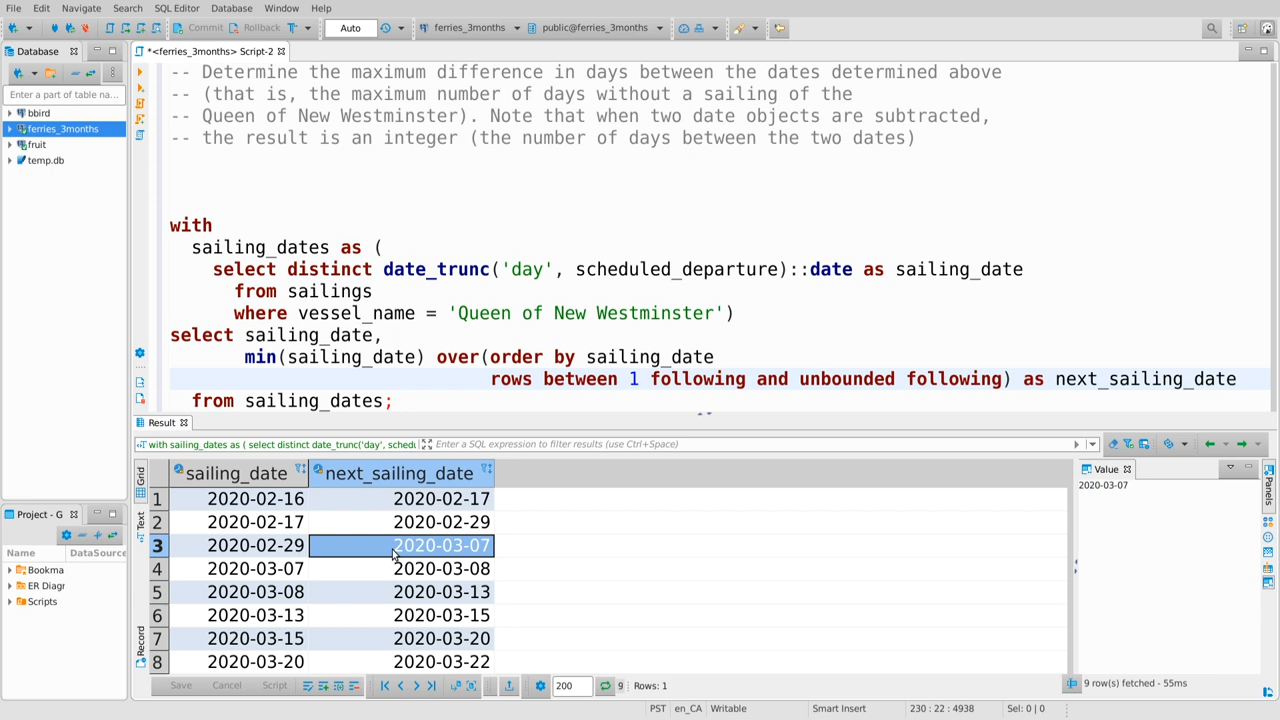 File Edit Navigate Search SQL Editor Database Window Help
Commit Rollback Auto ferries_3months public@ferries_3months
Database
*<ferries_3months> Script-2
Enter a part of table na...
bbird
ferries_3months
fruit
temp.db
-- Determine the maximum difference in days between the dates determined above
-- (that is, the maximum number of days without a sailing of the
-- Queen of New Westminster). Note that when two date objects are subtracted,
-- the result is an integer (the number of days between the two dates)
with
sailing_dates as (
select distinct date_trunc('day', scheduled_departure)::date as sailing_date
from sailings
where vessel_name = 'Queen of New Westminster')
select sailing_date,
min(sailing_date) over(order by sailing_date
rows between 1 following and unbounded following) as next_sailing_date
from sailing_dates;
Result
with sailing_dates as ( select distinct date_trunc('day', schedu
Enter a SQL expression to filter results (use Ctrl+Space)
Grid
Text
Record
sailing_date next_sailing_date
1 2020-02-16 2020-02-17
2 2020-02-17 2020-02-29
3 2020-02-29 2020-03-07
4 2020-03-07 2020-03-08
5 2020-03-08 2020-03-13
6 2020-03-13 2020-03-15
7 2020-03-15 2020-03-20
8 2020-03-20 2020-03-22
Value
2020-03-07
Panels
Project - G
Name DataSource
Bookma
ER Diagr
Scripts
Save Cancel Script 200 9 Rows: 1
9 row(s) fetched - 55ms
PST en_CA Writable Smart Insert 230 : 22 : 4938 Sel: 0 | 0